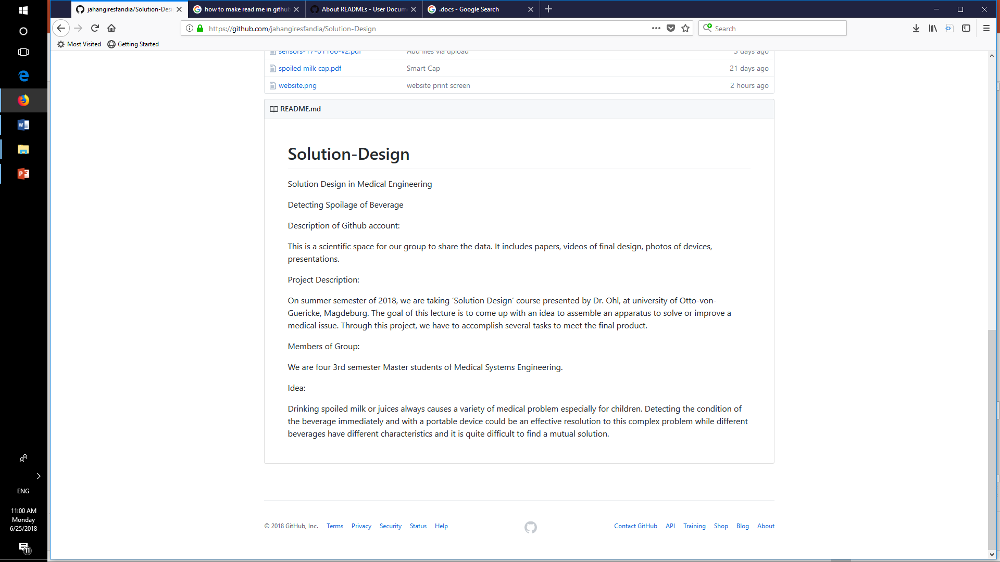 jahangiresfandia/Solution-Desi
how to make read me in github
About READMEs - User Docum
.docs - Google Search
https://github.com/jahangiresfandia/Solution-Design
Search
Most Visited
Getting Started
sensors-17-01166-v2.pdf Add files via upload 3 days ago
spoiled milk cap.pdf Smart Cap 21 days ago
website.png website print screen 2 hours ago
README.md
Solution-Design
Solution Design in Medical Engineering
Detecting Spoilage of Beverage
Description of Github account:
This is a scientific space for our group to share the data. It includes papers, videos of final design, photos of devices,
presentations.
Project Description:
On summer semester of 2018, we are taking ‘Solution Design’ course presented by Dr. Ohl, at university of Otto-von-
Guericke, Magdeburg. The goal of this lecture is to come up with an idea to assemble an apparatus to solve or improve a
medical issue. Through this project, we have to accomplish several tasks to meet the final product.
Members of Group:
We are four 3rd semester Master students of Medical Systems Engineering.
Idea:
Drinking spoiled milk or juices always causes a variety of medical problem especially for children. Detecting the condition of
the beverage immediately and with a portable device could be an effective resolution to this complex problem while different
beverages have different characteristics and it is quite difficult to find a mutual solution.
© 2018 GitHub, Inc. Terms Privacy Security Status Help
Contact GitHub API Training Shop Blog About
ENG
11:00 AM
Monday
6/25/2018
11